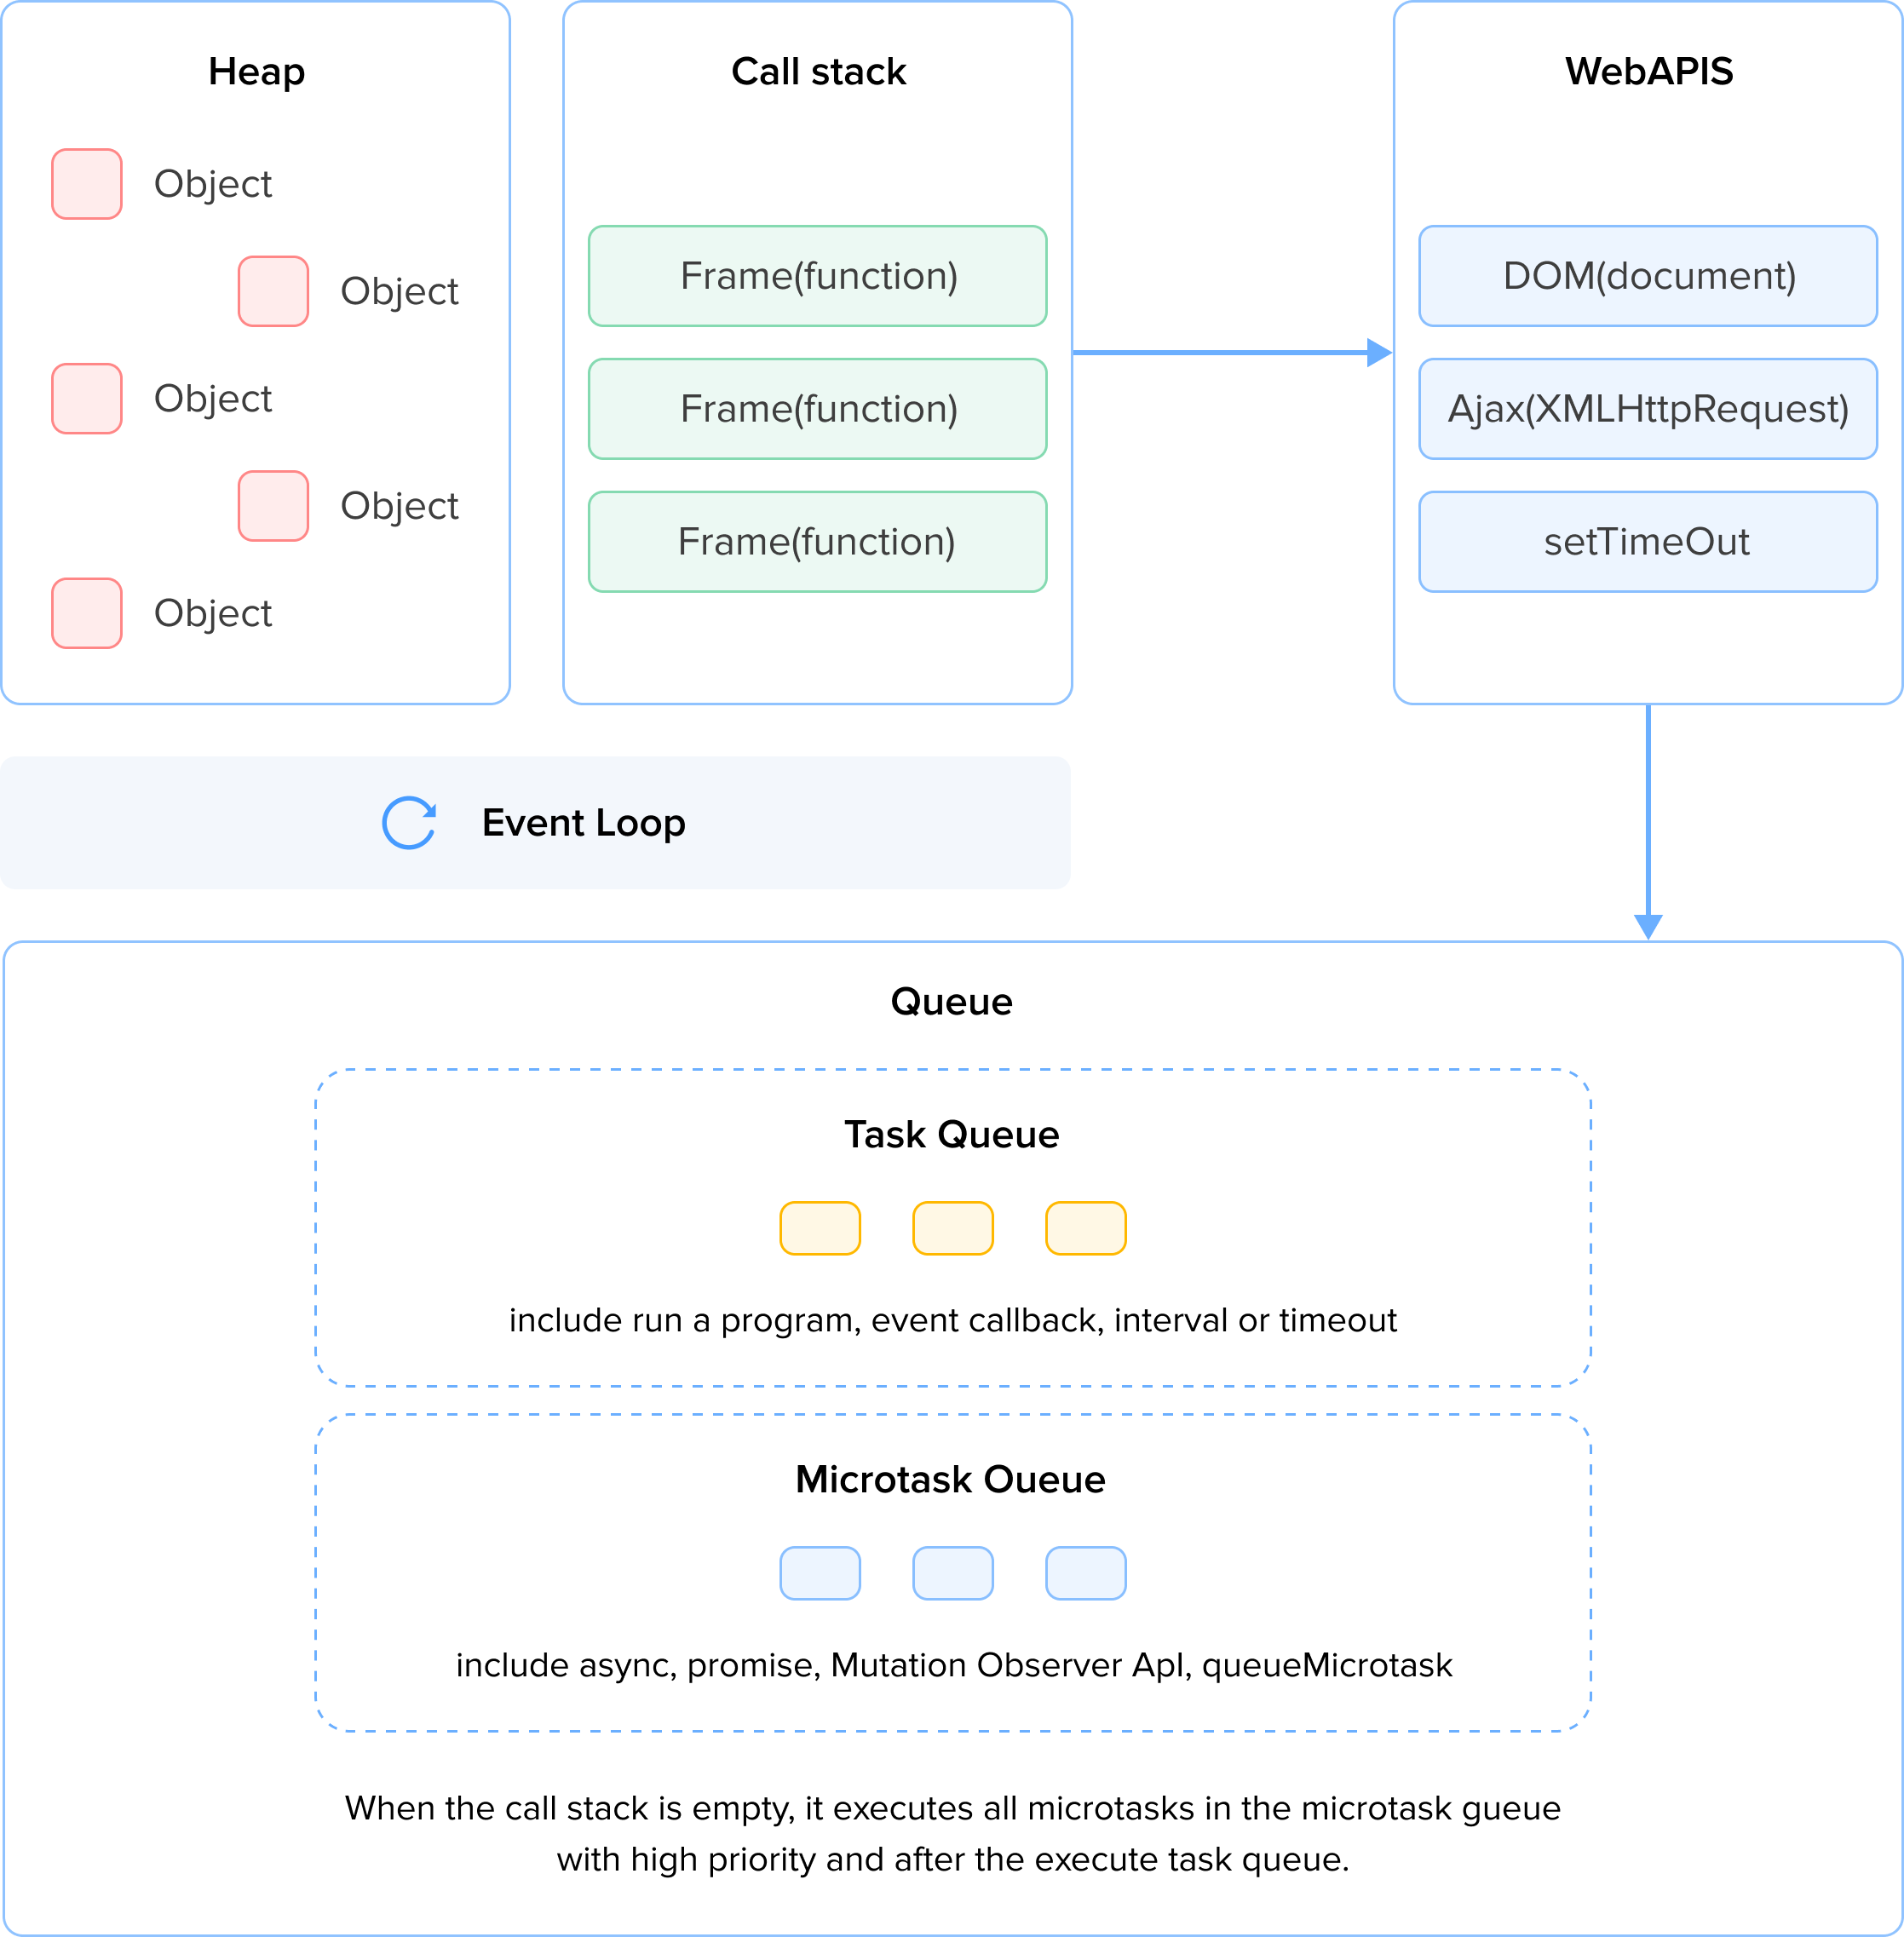 Heap
Object
Object
Object
Object
Object
Call stack
Frame(function)
Frame(function)
Frame(function)
WebAPIS
DOM(document)
Ajax(XMLHttpRequest)
setTimeOut
Event Loop
Queue
Task Queue
include run a program, event callback, interval or timeout
Microtask Oueue
include async, promise, Mutation Observer ApI, queueMicrotask
When the call stack is empty, it executes all microtasks in the microtask gueue
with high priority and after the execute task queue.